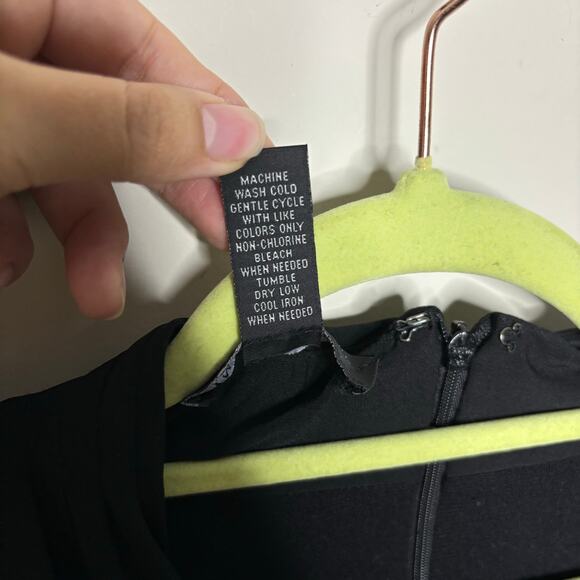 MACHINE
WASH COLD
GENTLE CYCLE
WITH LIKE
COLORS ONLY
NON-CHLORINE
BLEACH
WHEN NEEDED
TUMBLE
DRY LOW
COOL IRON
WHEN NEEDED